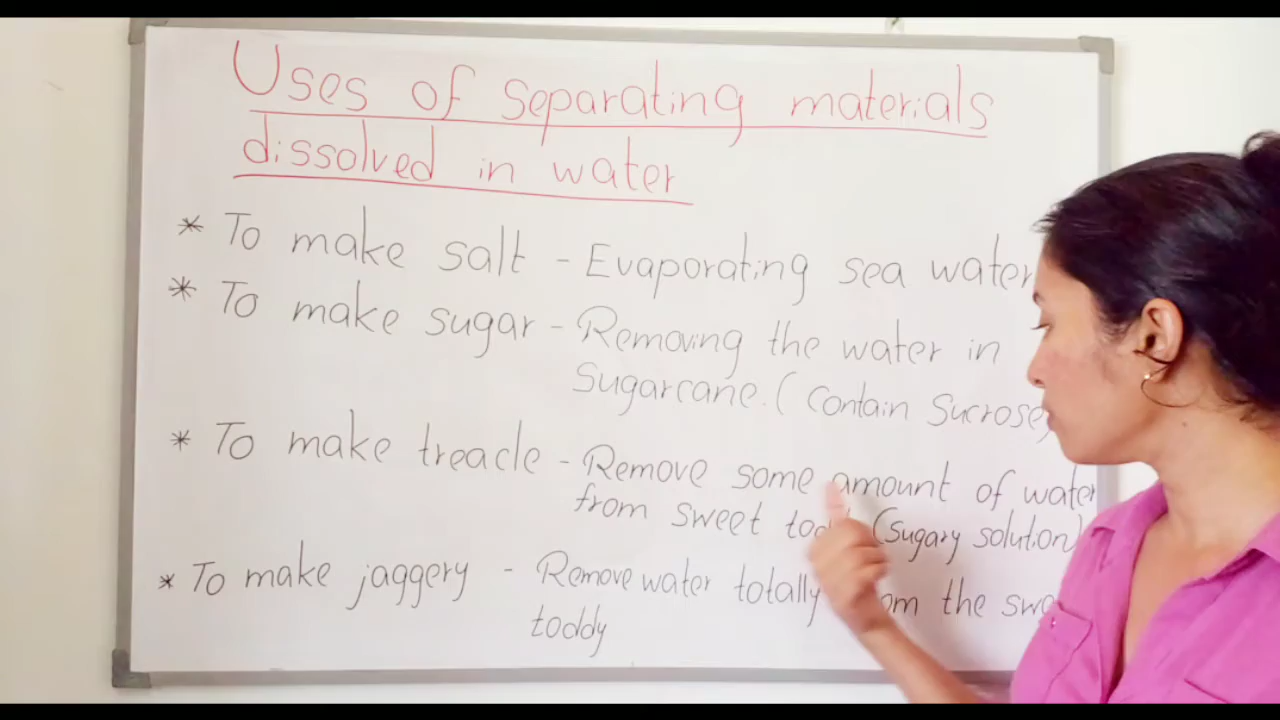 Uses of separating materials
dissolved in water
* To make salt - Evaporating sea water
* To make sugar - Removing the water in
Sugarcane. (Contain Sucrose)
* To make treacle - Remove some amount of water
from sweet (Sugary solution)
* To make jaggery - Remove water totally the
toddy